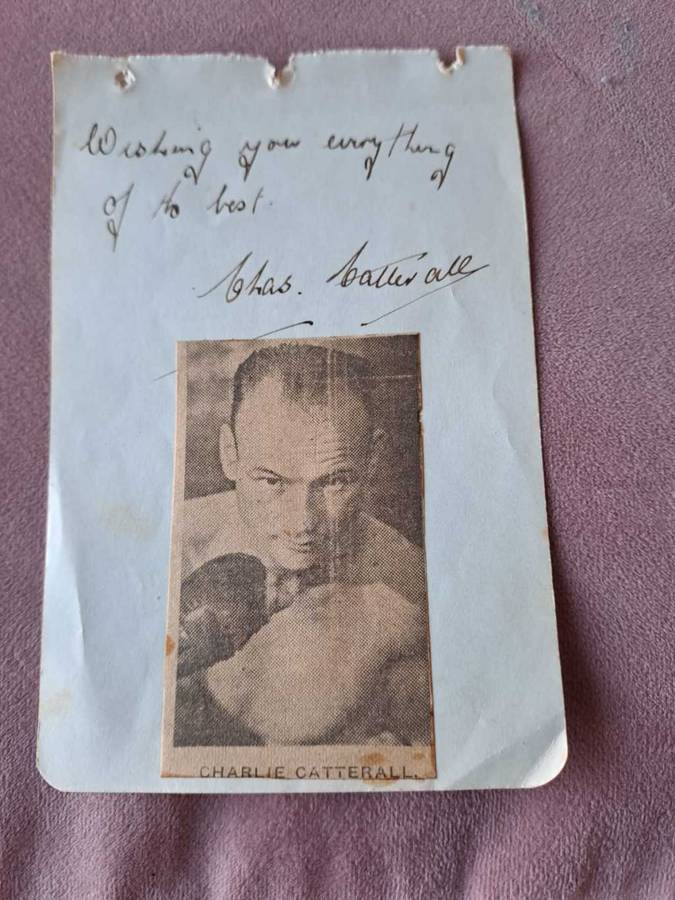 Wishing you everything
of the best.
Chas. Catterall
CHARLIE CATTERALL.